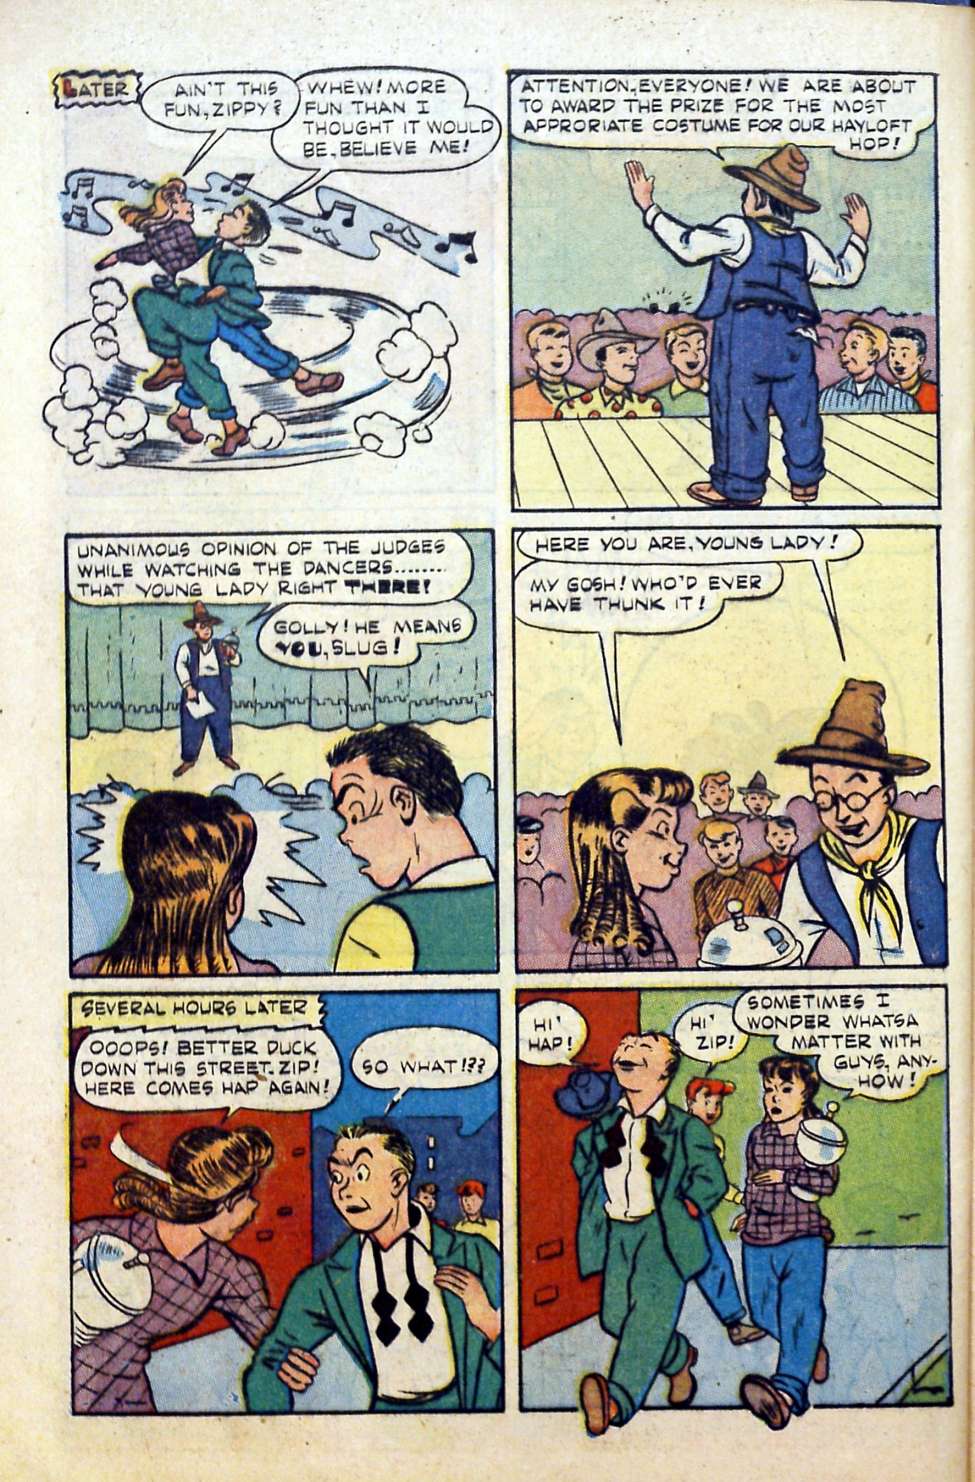 LATER
AIN'T THIS
FUN, ZIPPY?
WHEW! MORE
FUN THAN I
THOUGHT IT WOULD
BE, BELIEVE ME!
ATTENTION, EVERYONE! WE ARE ABOUT
TO AWARD THE PRIZE FOR THE MOST
APPRORIATE COSTUME FOR OUR HAYLOFT
HOP!
UNANIMOUS OPINION OF THE JUDGES
WHILE WATCHING THE DANCERS........
THAT YOUNG LADY RIGHT THERE!
GOLLY! HE MEANS
YOU, SLUG!
HERE YOU ARE, YOUNG LADY!
MY GOSH! WHO'D EVER
HAVE THUNK IT!
SEVERAL HOURS LATER
OOOPS! BETTER DUCK
DOWN THIS STREET, ZIP!
HERE COMES HAP AGAIN!
SO WHAT!??
HI'
HAP!
HI'
ZIP!
SOMETIMES I
WONDER WHATSA
MATTER WITH
GUYS, ANY-
HOW!